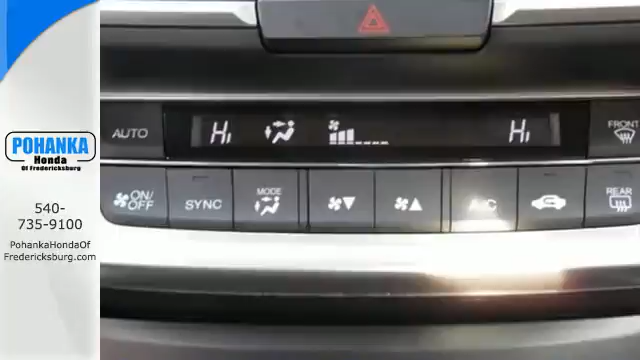 POHANKA
Honda
Of Fredericksburg
540-
735-9100
PohankaHondaOf
Fredericksburg.com
AUTO
Hi
Hi
FRONT
ON/
OFF
SYNC
MODE
A/C
REAR